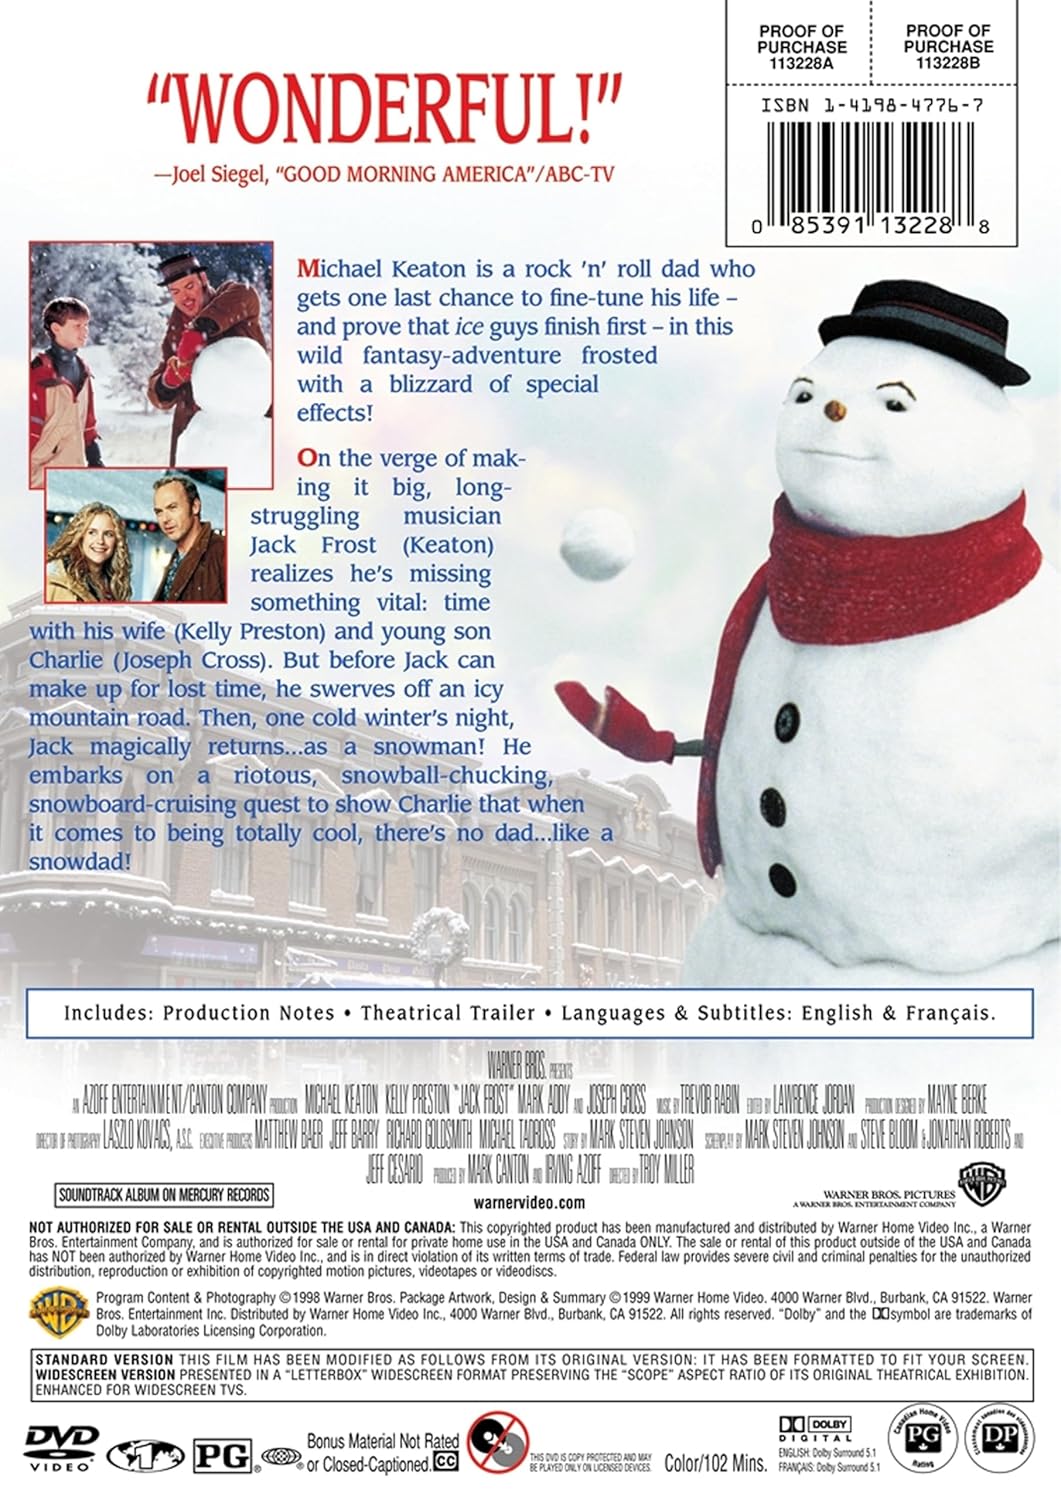 PROOF OF
PURCHASE
113228A
PROOF OF
PURCHASE
113228B
ISBN 1-4198-4776-7
0 85391 13228 8
“WONDERFUL!”
—Joel Siegel, “GOOD MORNING AMERICA”/ABC-TV
Michael Keaton is a rock ’n’ roll dad who
gets one last chance to fine-tune his life –
and prove that ice guys finish first – in this
wild fantasy-adventure frosted
with a blizzard of special
effects!
On the verge of mak-
ing it big, long-
struggling musician
Jack Frost (Keaton)
realizes he’s missing
something vital: time
with his wife (Kelly Preston) and young son
Charlie (Joseph Cross). But before Jack can
make up for lost time, he swerves off an icy
mountain road. Then, one cold winter’s night,
Jack magically returns...as a snowman! He
embarks on a riotous, snowball-chucking,
snowboard-cruising quest to show Charlie that when
it comes to being totally cool, there’s no dad...like a
snowdad!
Includes: Production Notes • Theatrical Trailer • Languages & Subtitles: English & Français.
WARNER BROS. PRESENTS
AN AZOFF ENTERTAINMENT/CANTON COMPANY PRODUCTION MICHAEL KEATON KELLY PRESTON “JACK FROST” MARK ADDY AND JOSEPH CROSS MUSIC BY TREVOR RABIN EDITED BY LAWRENCE JORDAN PRODUCTION DESIGNED BY MAYNE BERKE
DIRECTOR OF PHOTOGRAPHY LASZLO KOVACS, A.S.C. EXECUTIVE PRODUCERS MATTHEW BAER JEFF BARRY RICHARD GOLDSMITH MICHAEL TADROSS STORY BY MARK STEVEN JOHNSON SCREENPLAY BY MARK STEVEN JOHNSON AND STEVE BLOOM & JONATHAN ROBERTS AND
JEFF CESARIO PRODUCED BY MARK CANTON AND IRVING AZOFF DIRECTED BY TROY MILLER
SOUNDTRACK ALBUM ON MERCURY RECORDS
warnervideo.com
WARNER BROS. PICTURES
A WARNER BROS. ENTERTAINMENT COMPANY
NOT AUTHORIZED FOR SALE OR RENTAL OUTSIDE THE USA AND CANADA: This copyrighted product has been manufactured and distributed by Warner Home Video Inc., a Warner
Bros. Entertainment Company, and is authorized for sale or rental for private home use in the USA and Canada ONLY. The sale or rental of this product outside of the USA and Canada
has NOT been authorized by Warner Home Video Inc., and is in direct violation of its written terms of trade. Federal law provides severe civil and criminal penalties for the unauthorized
distribution, reproduction or exhibition of copyrighted motion pictures, videotapes or videodiscs.
Program Content & Photography ©1998 Warner Bros. Package Artwork, Design & Summary ©1999 Warner Home Video. 4000 Warner Blvd., Burbank, CA 91522. Warner
Bros. Entertainment Inc. Distributed by Warner Home Video Inc., 4000 Warner Blvd., Burbank, CA 91522. All rights reserved. “Dolby” and the symbol are trademarks of
Dolby Laboratories Licensing Corporation.
STANDARD VERSION THIS FILM HAS BEEN MODIFIED AS FOLLOWS FROM ITS ORIGINAL VERSION: IT HAS BEEN FORMATTED TO FIT YOUR SCREEN.
WIDESCREEN VERSION PRESENTED IN A “LETTERBOX” WIDESCREEN FORMAT PRESERVING THE “SCOPE” ASPECT RATIO OF ITS ORIGINAL THEATRICAL EXHIBITION.
ENHANCED FOR WIDESCREEN TVS.
DVD
VIDEO
1
PG ®
Bonus Material Not Rated
or Closed-Captioned. CC
THIS DVD IS COPY PROTECTED AND MAY
BE PLAYED ONLY ON LICENSED DEVICES.
Color/102 Mins.
DOLBY
DIGITAL
ENGLISH: Dolby Surround 5.1
FRANÇAIS: Dolby Surround 5.1
Canadian Home Video
PG
Rating
DP